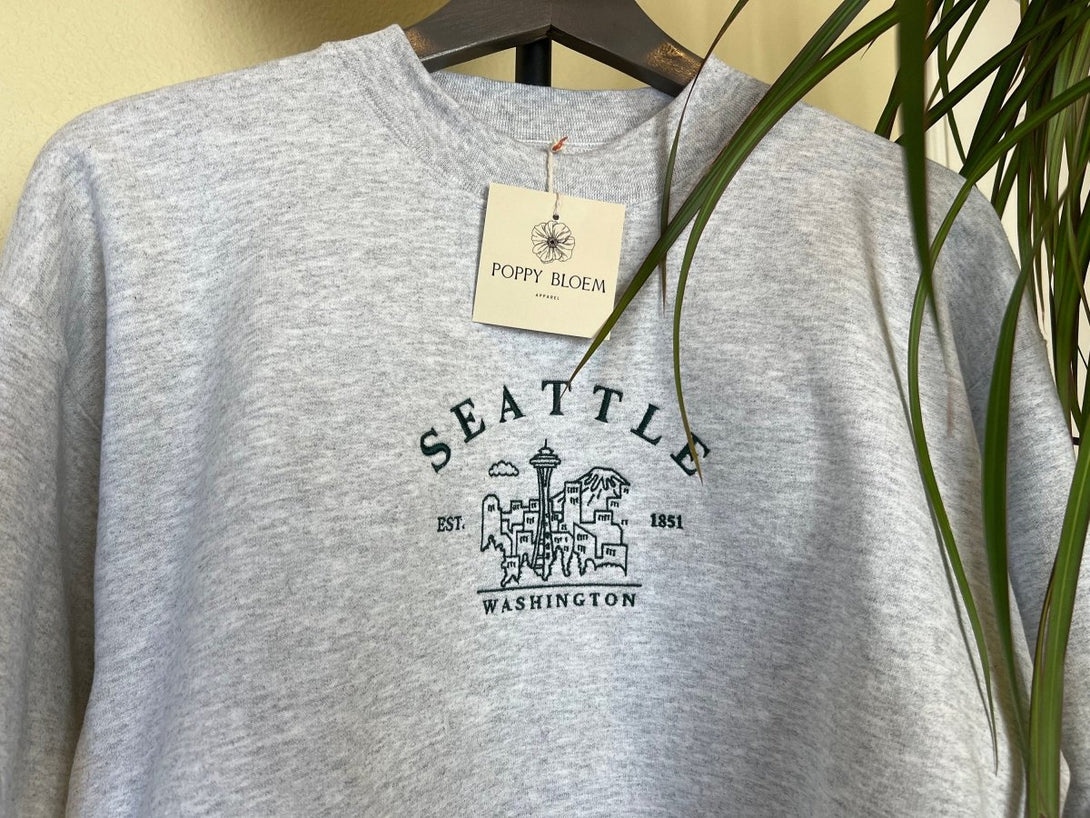 POPPY BLOEM
APPAREL
SEATTLE
EST. 1851
WASHINGTON